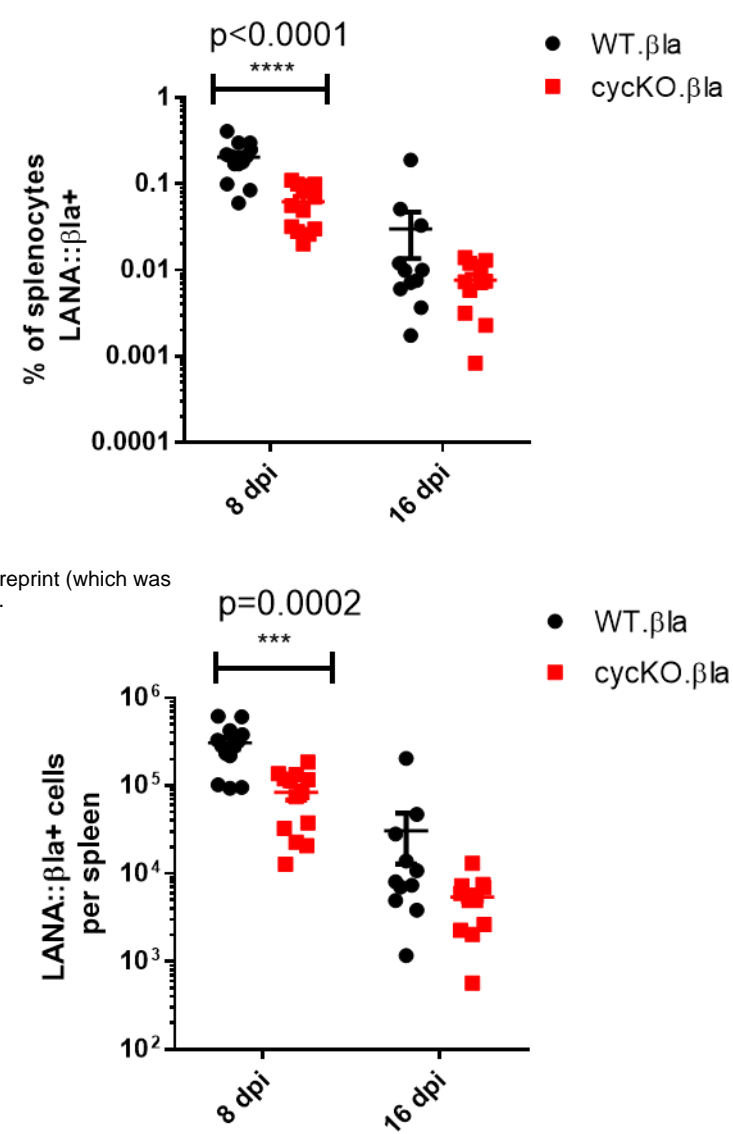 p<0.0001
****
WT.βla
cycKO.βla
% of splenocytes
LANA::βla+
1
0.1
0.01
0.001
0.0001
8 dpi
16 dpi
reprint (which was
.
p=0.0002
***
WT.βla
cycKO.βla
LANA::βla+ cells
per spleen
10⁶
10⁵
10⁴
10³
10²
8 dpi
16 dpi